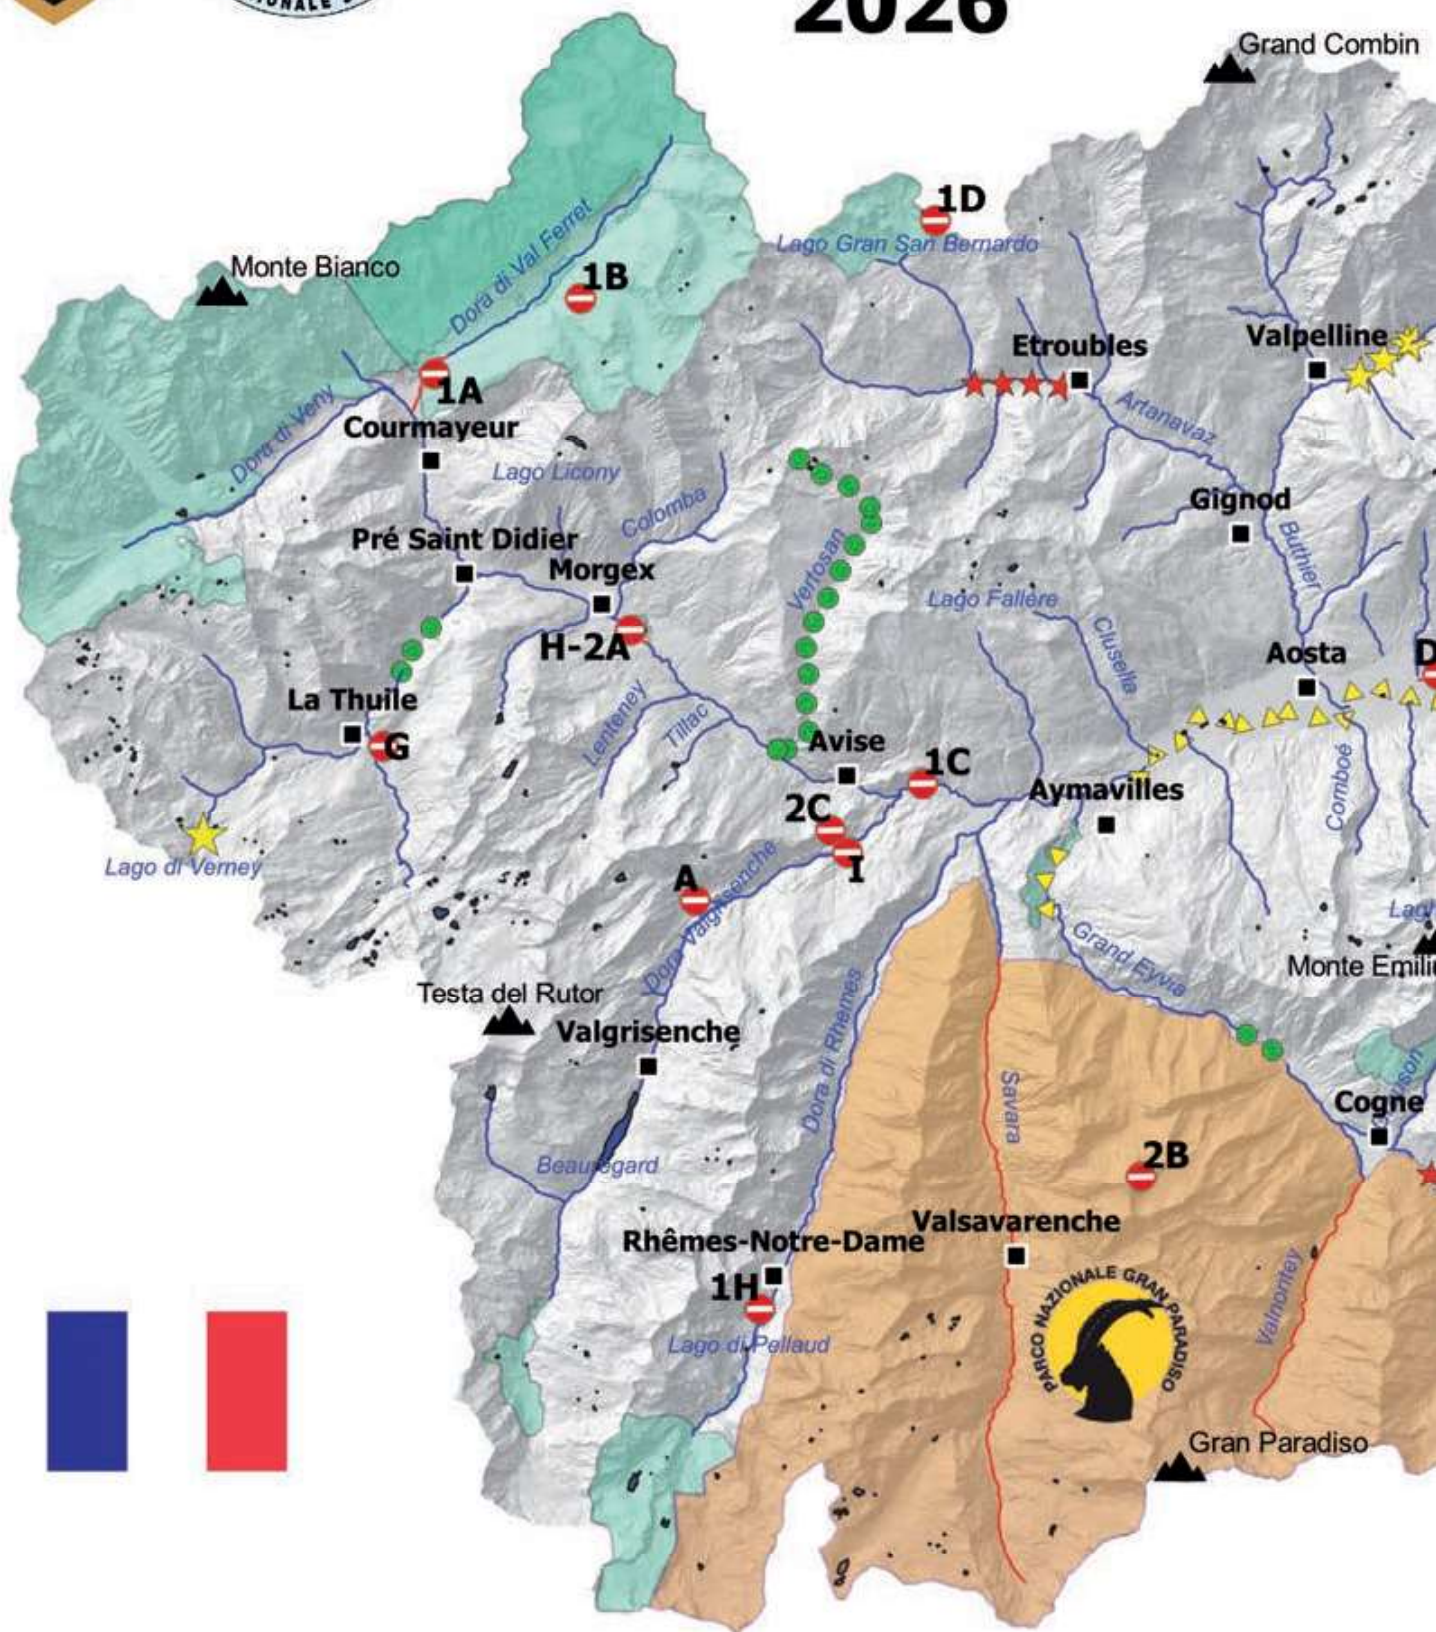 IONALE
2026
Grand Combin
1D
Lago Gran San Bernardo
Dora di Val Ferret
Monte Bianco
1B
Etroubles
Valpelline
1A
Artanavaz
Courmayeur
Dora di Veny
Lago Licony
Colomba
Gignod
Buthier
Pré Saint Didier
Morgex
Vertosan
Lago Fallère
Clusella
H-2A
Aosta
D
La Thuile
Lenteney
Tillac
Avise
G
1C
Aymavilles
Comboé
2C
Lago di Verney
I
A
Dora Valgrisenche
Lagh
Grand Eyvia
Monte Emiliu
Testa del Rutor
Dora di Rhemes
Valgrisenche
Savara
Cogne
Beauregard
2B
Rhêmes-Notre-Dame
Valsavarenche
1H
Valnontey
Lago di Pellaud
PARCO NAZIONALE GRAN PARADISO
Gran Paradiso